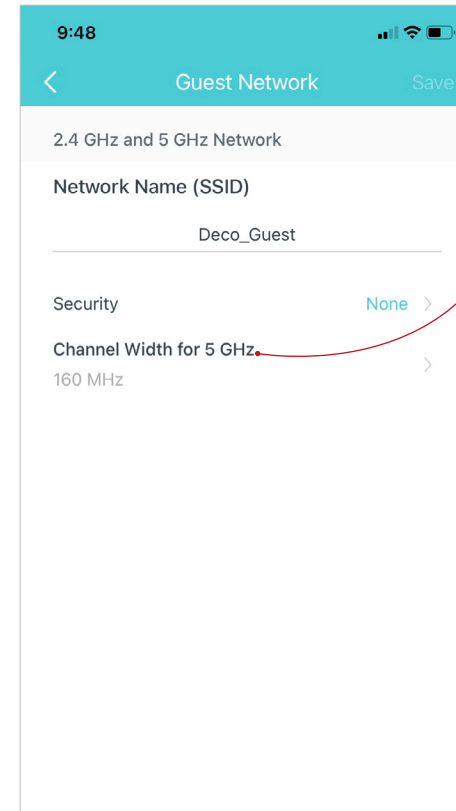 9:48
Guest Network
Save
2.4 GHz and 5 GHz Network
Network Name (SSID)
Deco_Guest
Security
None
Channel Width for 5 GHz
160 MHz